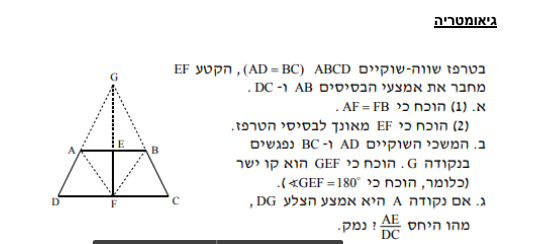 גיאומטריה
בטרפז שווה-שוקיים ABCD (AD = BC), הקטע EF
מחבר את אמצעי הבסיסים AB ו- DC.
א. (1) הוכח כי AF = FB.
(2) הוכח כי EF מאונך לבסיסי הטרפז.
ב. המשכי השוקיים AD ו- BC נפגשים
בנקודה G. הוכח כי GEF הוא קו ישר
(כלומר, הוכח כי ∢GEF = 180°).
ג. אם נקודה A היא אמצע הצלע DG,
מהו היחס AE/DC? נמק.
G
A E B
D F C